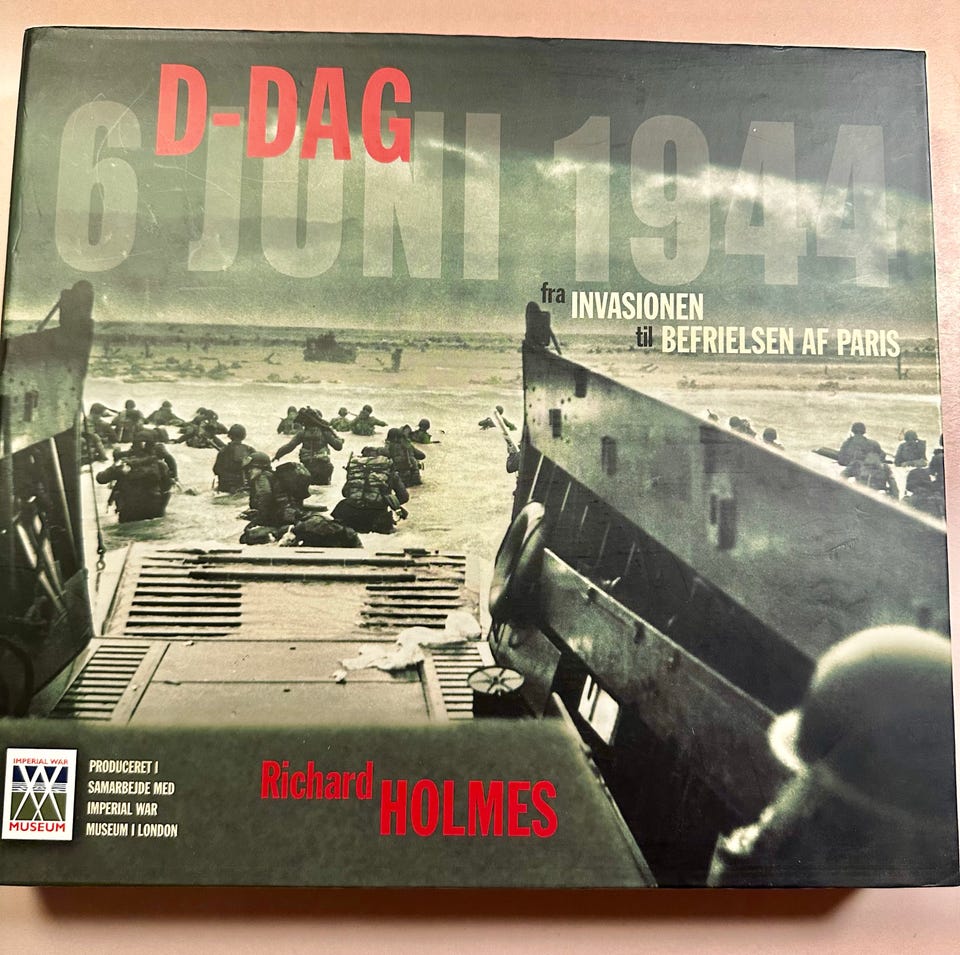 D-DAG
6 JUNI 1944
fra INVASIONEN
til BEFRIELSEN AF PARIS
IMPERIAL WAR
MUSEUM
PRODUCERET I
SAMARBEJDE MED
IMPERIAL WAR
MUSEUM I LONDON
Richard
HOLMES